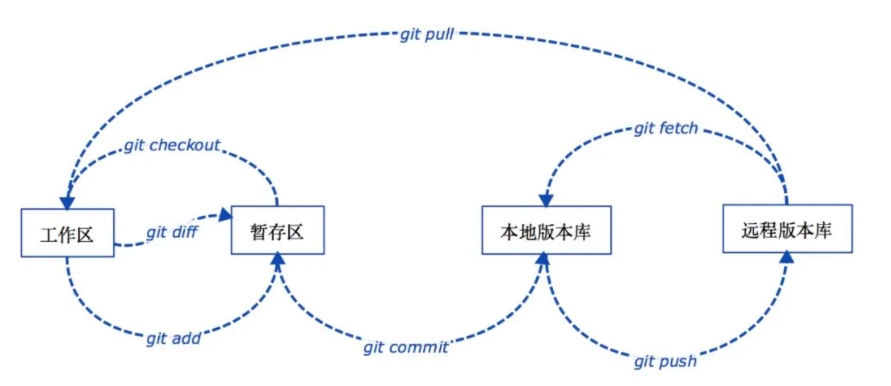 git pull
git fetch
git checkout
工作区
git diff
暂存区
本地版本库
远程版本库
git add
git commit
git push